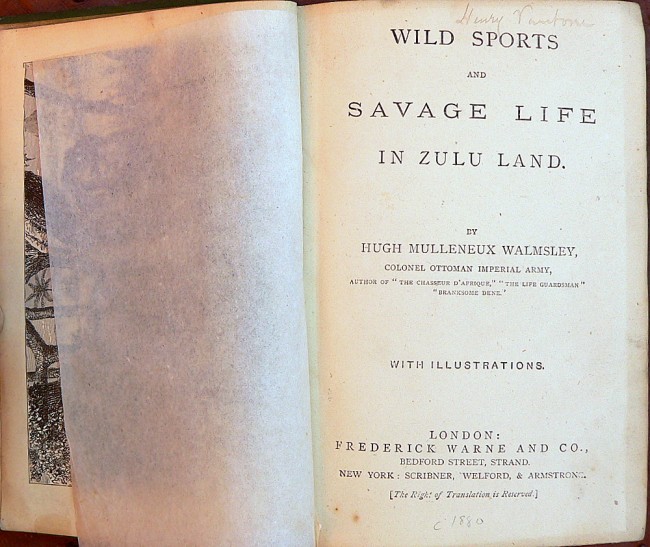 Henry
WILD SPORTS
AND
SAVAGE LIFE
IN ZULU LAND.
BY
HUGH MULLENEUX WALMSLEY,
COLONEL OTTOMAN IMPERIAL ARMY,
AUTHOR OF "THE CHASSEUR D'AFRIQUE," "THE LIFE GUARDSMAN"
"BRANKSOME DENE."
WITH ILLUSTRATIONS.
LONDON:
FREDERICK WARNE AND CO.,
BEDFORD STREET, STRAND.
NEW YORK: SCRIBNER, WELFORD, & ARMSTRONG.
[The Right of Translation is Reserved.]
c 1880